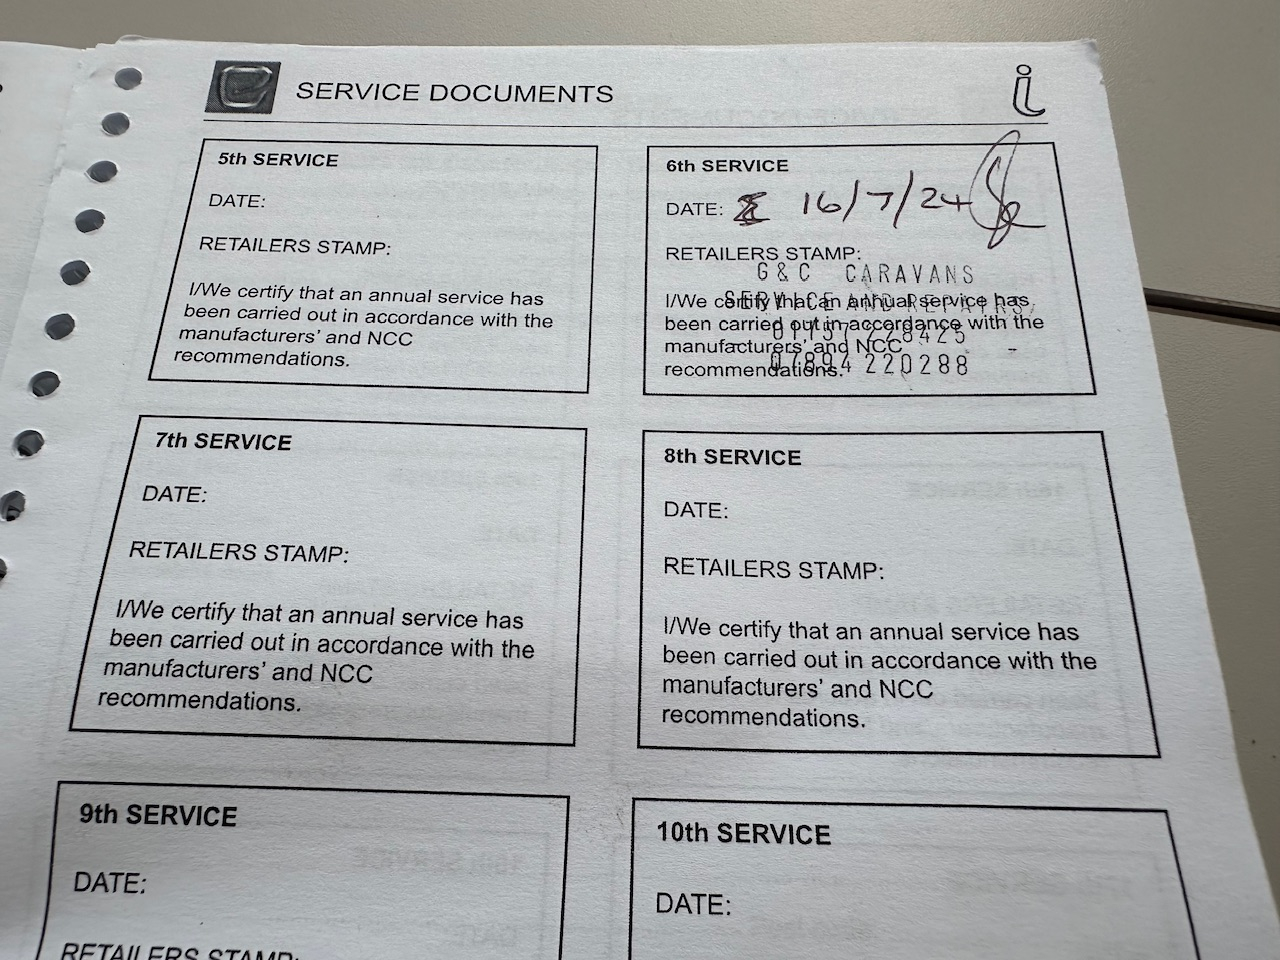 SERVICE DOCUMENTS
i
5th SERVICE
DATE:
RETAILERS STAMP:
I/We certify that an annual service has
been carried out in accordance with the
manufacturers' and NCC
recommendations.
6th SERVICE
DATE: 16/7/24
RETAILERS STAMP:
G&C CARAVANS
I/We certify that an annual service has
SERVICE AND REPAIRS
been carried out in accordance with the
manufacturers' and NCC
recommendations.
07894 220288
7th SERVICE
DATE:
RETAILERS STAMP:
I/We certify that an annual service has
been carried out in accordance with the
manufacturers' and NCC
recommendations.
8th SERVICE
DATE:
RETAILERS STAMP:
I/We certify that an annual service has
been carried out in accordance with the
manufacturers' and NCC
recommendations.
9th SERVICE
DATE:
RETAILERS STAMP:
10th SERVICE
DATE: